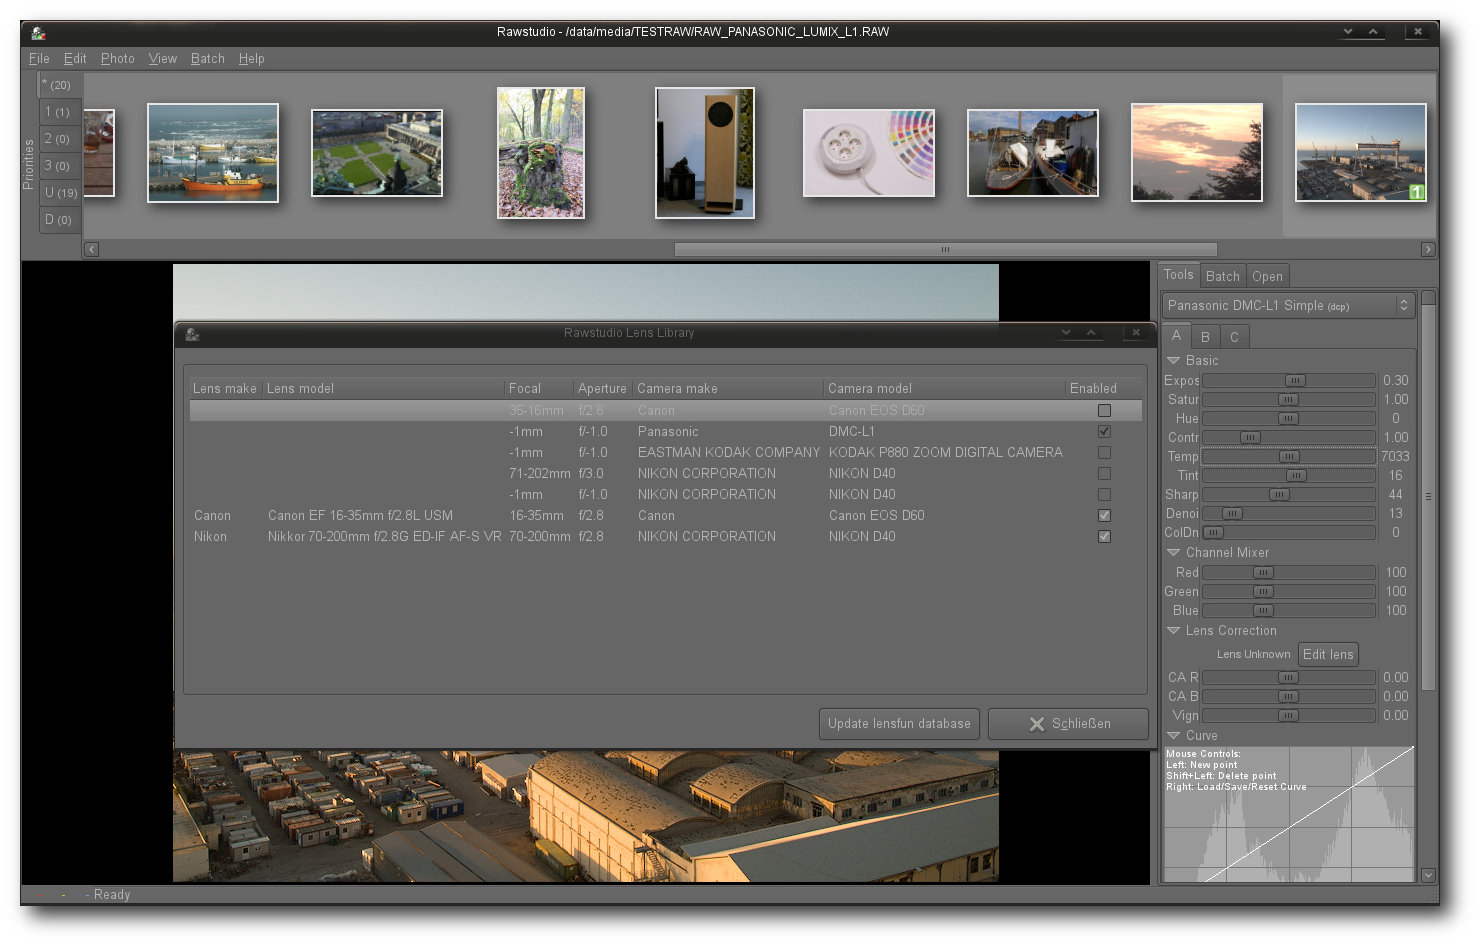 Rawstudio - /data/media/TESTRAW/RAW_PANASONIC_LUMIX_L1.RAW
File Edit Photo View Batch Help
Priorities
* (20)
1 (1)
2 (0)
3 (0)
U (19)
D (0)
1
Tools Batch Open
Panasonic DMC-L1 Simple (dcp)
A B C
Basic
Expos 0.30
Satur 1.00
Hue 0
Contr 1.00
Temp 7033
Tint 16
Sharp 44
Denoi 13
ColDn 0
Channel Mixer
Red 100
Green 100
Blue 100
Lens Correction
Lens Unknown Edit lens
CA R 0.00
CA B 0.00
Vign 0.00
Curve
Mouse Controls:
Left: New point
Shift+Left: Delete point
Right: Load/Save/Reset Curve
Rawstudio Lens Library
Lens make Lens model Focal Aperture Camera make Camera model Enabled
35-16mm f/2.8 Canon Canon EOS D60
-1mm f/-1.0 Panasonic DMC-L1
-1mm f/-1.0 EASTMAN KODAK COMPANY KODAK P880 ZOOM DIGITAL CAMERA
71-202mm f/3.0 NIKON CORPORATION NIKON D40
-1mm f/-1.0 NIKON CORPORATION NIKON D40
Canon Canon EF 16-35mm f/2.8L USM 16-35mm f/2.8 Canon Canon EOS D60
Nikon Nikkor 70-200mm f/2.8G ED-IF AF-S VR 70-200mm f/2.8 NIKON CORPORATION NIKON D40
Update lensfun database Schließen
- - Ready